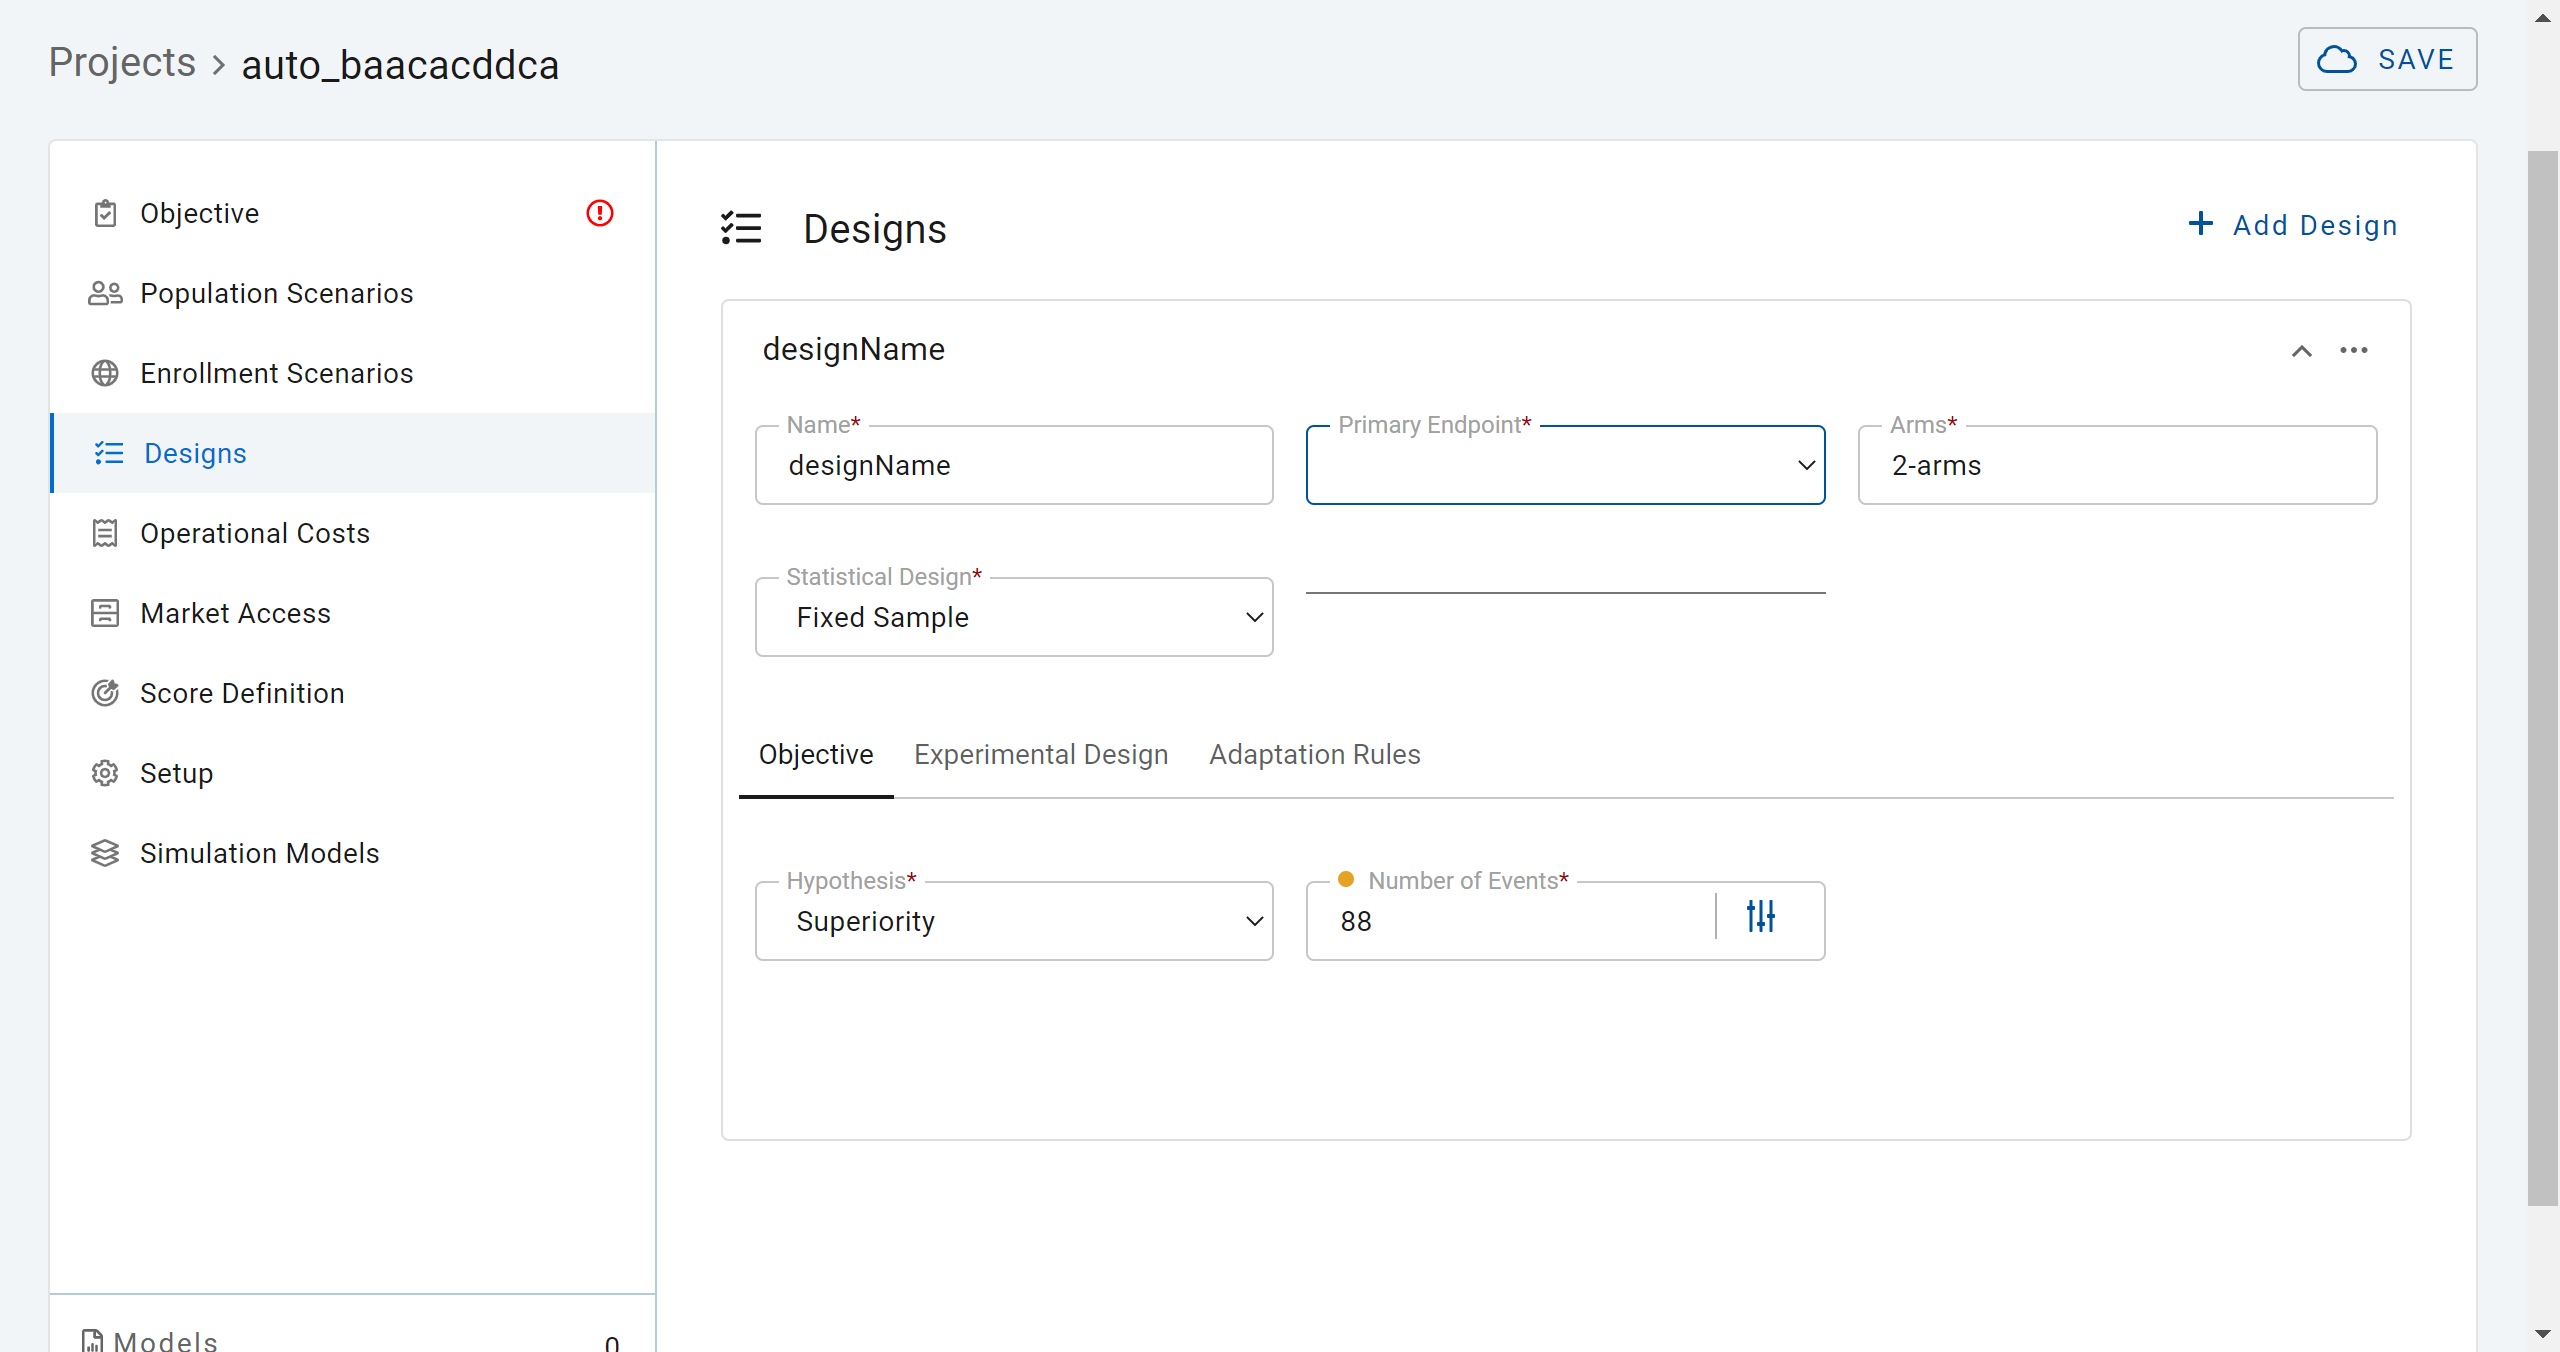 Projects > auto_baacacddca
SAVE
Objective
Population Scenarios
Enrollment Scenarios
Designs
Operational Costs
Market Access
Score Definition
Setup
Simulation Models
Models 0
Designs
+ Add Design
designName
Name*
designName
Primary Endpoint*
Arms*
2-arms
Statistical Design*
Fixed Sample
Objective Experimental Design Adaptation Rules
Hypothesis*
Superiority
Number of Events*
88